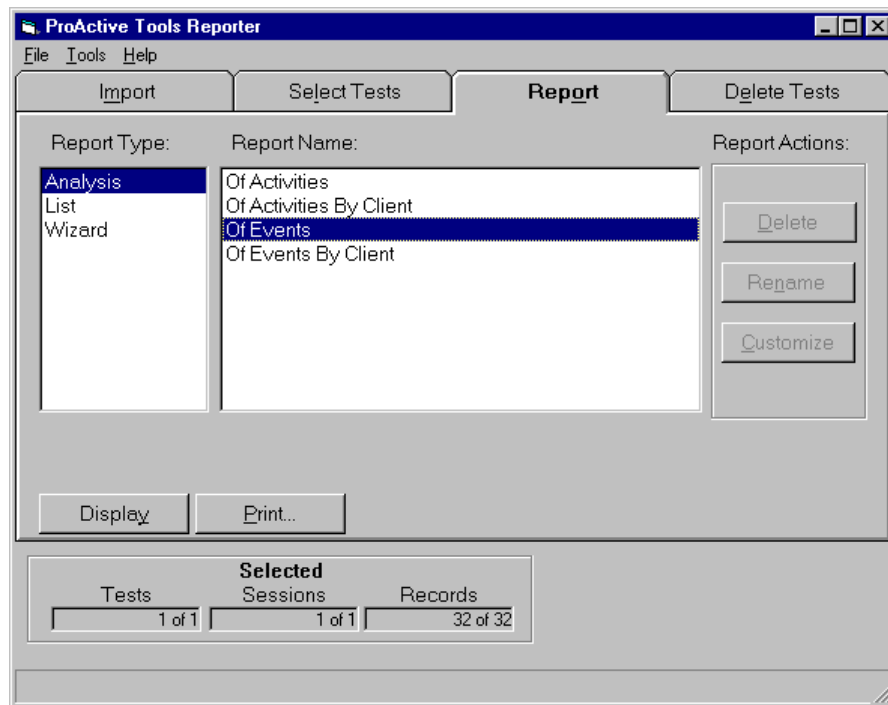 ProActive Tools Reporter
File Tools Help
Import Select Tests Report Delete Tests
Report Type: Report Name: Report Actions:
Analysis
List
Wizard
Of Activities
Of Activities By Client
Of Events
Of Events By Client
Delete
Rename
Customize
Display Print...
Selected
Tests Sessions Records
1 of 1 1 of 1 32 of 32